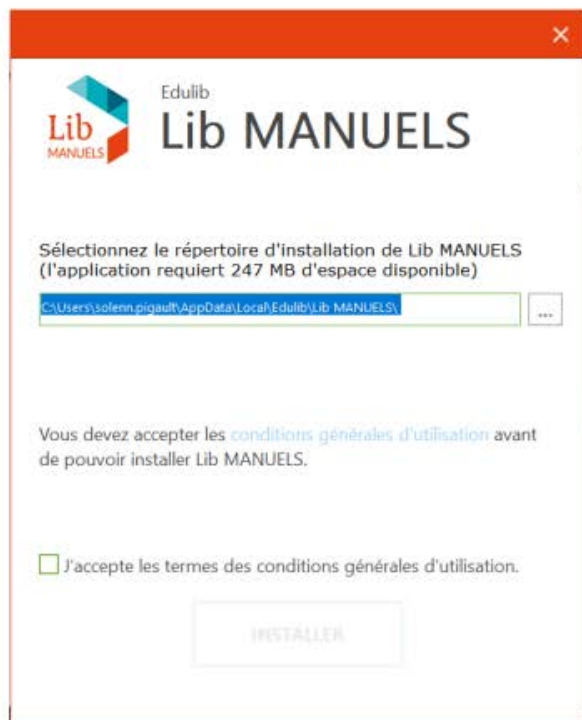 Edulib
Lib MANUELS
Lib
MANUELS
Sélectionnez le répertoire d'installation de Lib MANUELS
(l'application requiert 247 MB d'espace disponible)
C:\Users\solenn.pigault\AppData\Local\Edulib\Lib MANUELS\
...
Vous devez accepter les conditions générales d'utilisation avant
de pouvoir installer Lib MANUELS.
J'accepte les termes des conditions générales d'utilisation.
INSTALLER